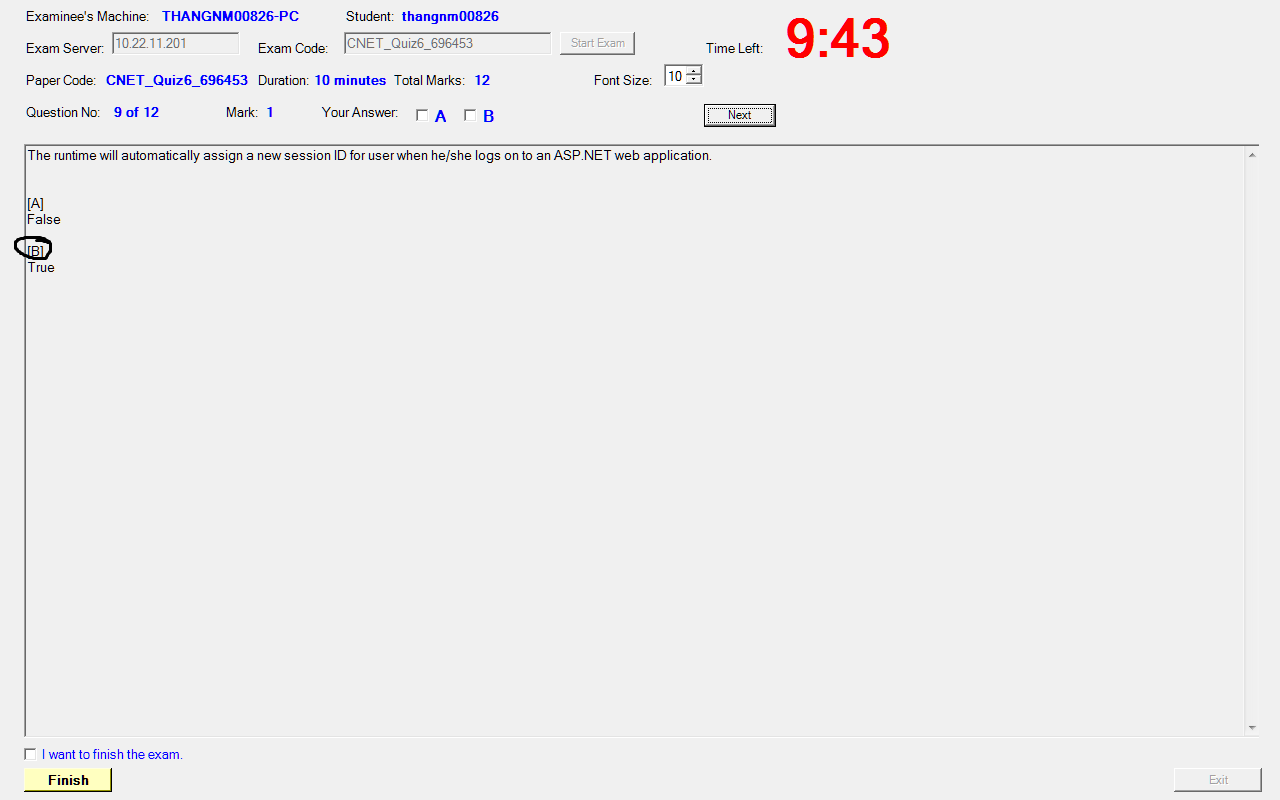 Examinee's Machine: THANGNM00826-PC Student: thangnm00826
Exam Server: 10.22.11.201 Exam Code: CNET_Quiz6_696453 Start Exam Time Left: 9:43
Paper Code: CNET_Quiz6_696453 Duration: 10 minutes Total Marks: 12 Font Size: 10
Question No: 9 of 12 Mark: 1 Your Answer: A B Next
The runtime will automatically assign a new session ID for user when he/she logs on to an ASP.NET web application.
[A]
False
[B]
True
I want to finish the exam.
Finish Exit